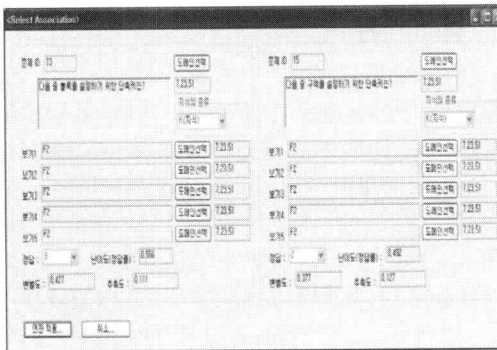 <Select Association>
문제 ID 13 도메인선택
다음 중 블록을 설정하기 위한 단축키인? 7,23,51
지식의 종류
K(지식)
보기1 F2 도메인선택 7,23,51
보기2 F2 도메인선택 7,23,51
보기3 F2 도메인선택 7,23,51
보기4 F2 도메인선택 7,23,51
보기5 F2 도메인선택 7,23,51
정답 : 3 난이도(정답률) : 0.556
변별도 : 0.427 추측도 : 0.111
문제 ID 15 도메인선택
다음 중 구역을 설정하기 위한 단축키인? 7,23,51
지식의 종류
K(지식)
보기1 F2 도메인선택 7,23,51
보기2 F2 도메인선택 7,23,51
보기3 F2 도메인선택 7,23,51
보기4 F2 도메인선택 7,23,51
보기5 F2 도메인선택 7,23,51
정답 : 난이도(정답률) : 0.492
변별도 : 0.377 추측도 : 0.127
연관 적용... 취소...